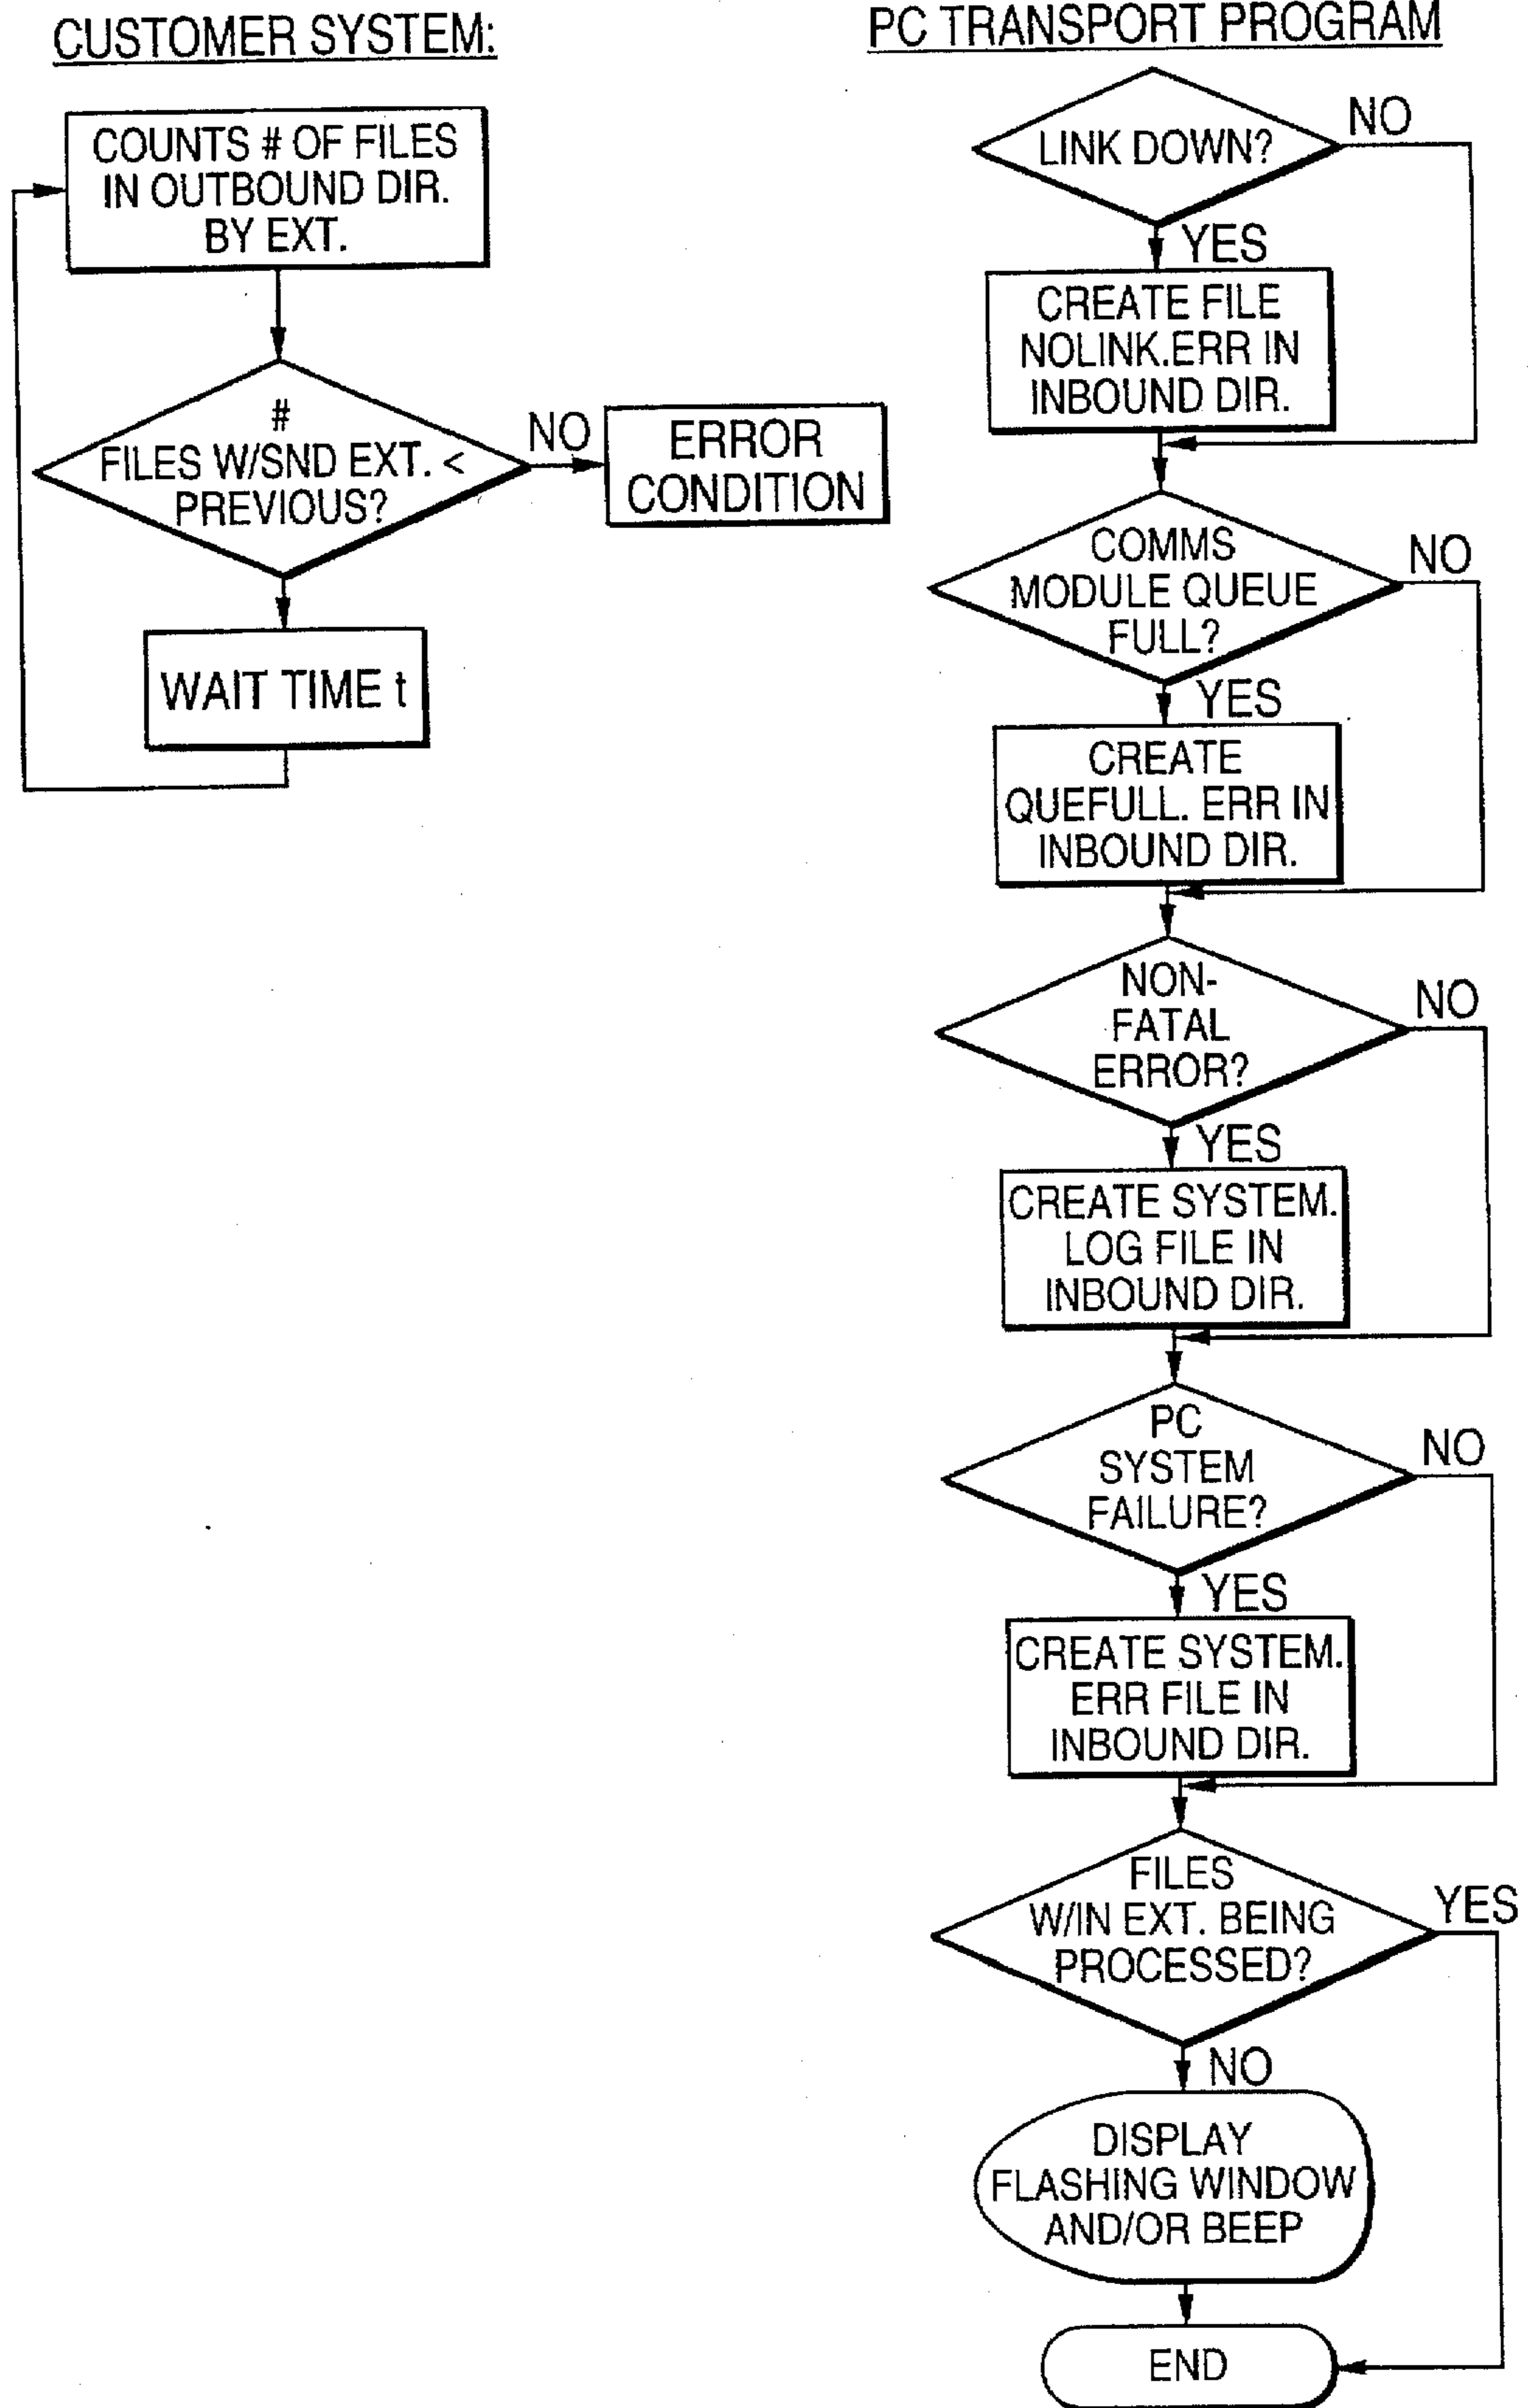 CUSTOMER SYSTEM:
COUNTS # OF FILES
IN OUTBOUND DIR.
BY EXT.
#
FILES W/SND EXT. <
PREVIOUS?
NO
ERROR
CONDITION
WAIT TIME t
PC TRANSPORT PROGRAM
LINK DOWN?
NO
YES
CREATE FILE
NOLINK.ERR IN
INBOUND DIR.
COMMS
MODULE QUEUE
FULL?
NO
YES
CREATE
QUEFULL. ERR IN
INBOUND DIR.
NON-
FATAL
ERROR?
NO
YES
CREATE SYSTEM.
LOG FILE IN
INBOUND DIR.
PC
SYSTEM
FAILURE?
NO
YES
CREATE SYSTEM.
ERR FILE IN
INBOUND DIR.
FILES
W/IN EXT. BEING
PROCESSED?
YES
NO
DISPLAY
FLASHING WINDOW
AND/OR BEEP
END